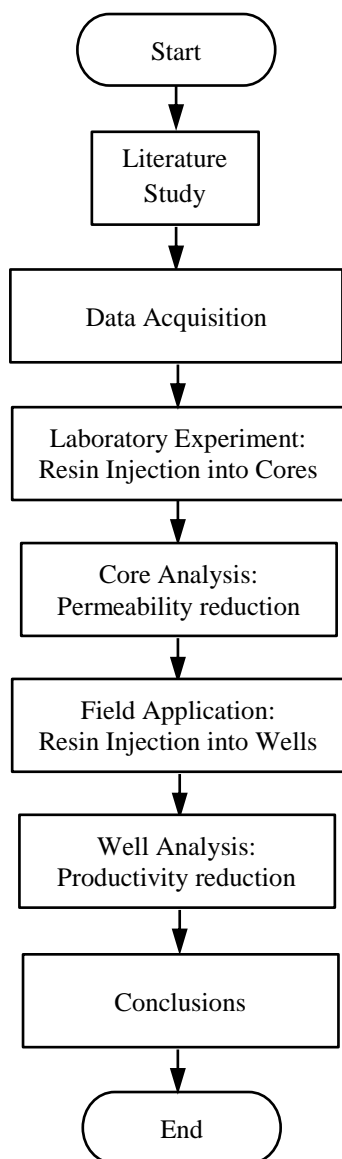 Start
Literature
Study
Data Acquisition
Laboratory Experiment:
Resin Injection into Cores
Core Analysis:
Permeability reduction
Field Application:
Resin Injection into Wells
Well Analysis:
Productivity reduction
Conclusions
End